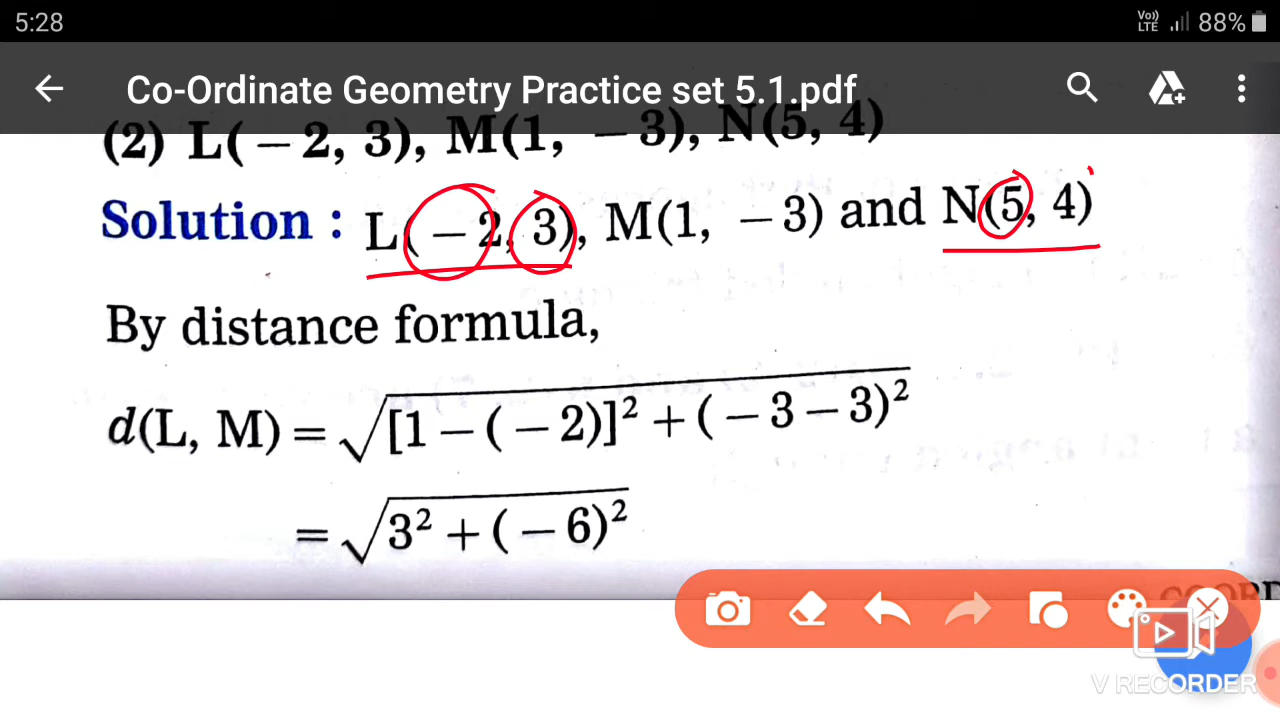 5:28 Vo)) LTE 88%
Co-Ordinate Geometry Practice set 5.1.pdf
(2) L(−2, 3), M(1, −3), N(5, 4)
Solution : L(−2, 3), M(1, −3) and N(5, 4)
By distance formula,
d(L, M) = √[1−(−2)]² + (−3−3)²
= √3² + (−6)²
V RECORDER